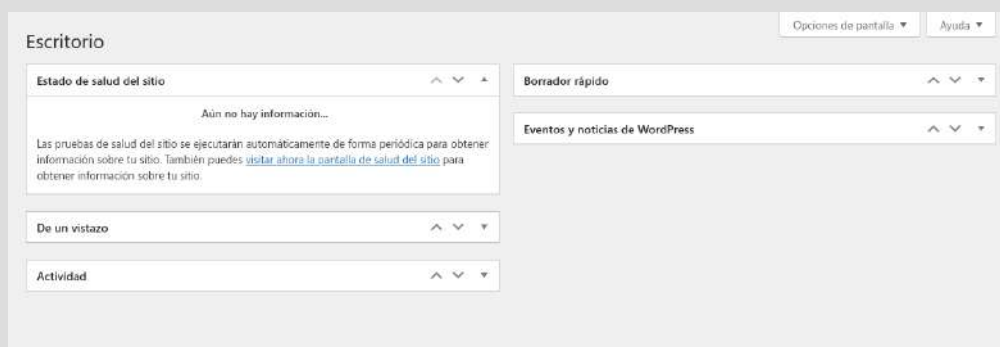 Opciones de pantalla
Ayuda
Escritorio
Estado de salud del sitio
Aún no hay información...
Las pruebas de salud del sitio se ejecutarán automáticamente de forma periódica para obtener
información sobre tu sitio. También puedes visitar ahora la pantalla de salud del sitio para
obtener información sobre tu sitio.
De un vistazo
Actividad
Borrador rápido
Eventos y noticias de WordPress